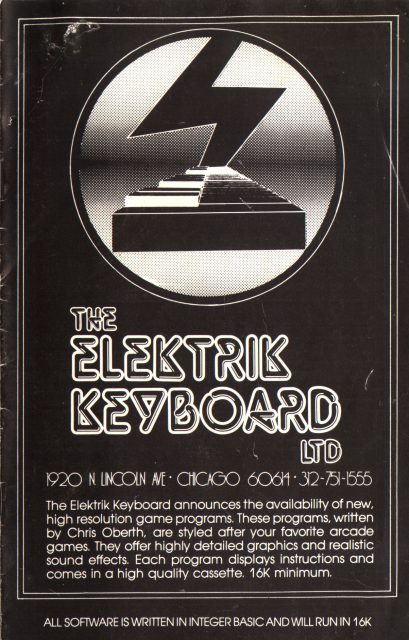 THE
ELEKTRIK
KEYBOARD
LTD
1920 N LINCOLN AVE · CHICAGO 60614 · 312-751-1555
The Elektrik Keyboard announces the availability of new,
high resolution game programs. These programs, written
by Chris Oberth, are styled after your favorite arcade
games. They offer highly detailed graphics and realistic
sound effects. Each program displays instructions and
comes in a high quality cassette. 16K minimum.
ALL SOFTWARE IS WRITTEN IN INTEGER BASIC AND WILL RUN IN 16K